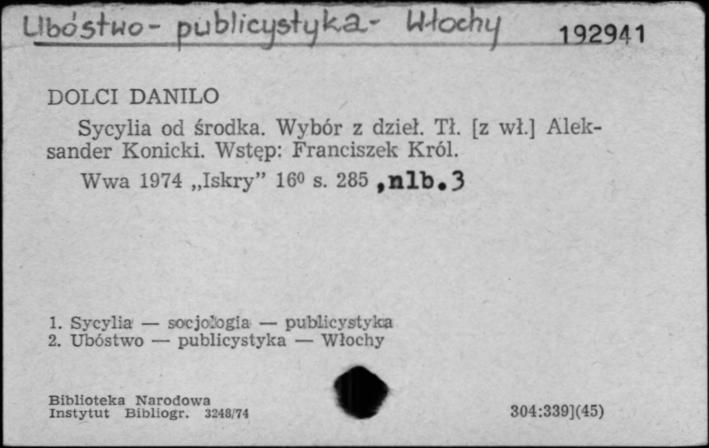 Ubóstwo - publicystyka - Włochy 192941
DOLCI DANILO
Sycylia od środka. Wybór z dzieł. Tł. [z wł.] Alek-
sander Konicki. Wstęp: Franciszek Król.
Wwa 1974 „Iskry” 16⁰ s. 285 ,nlb.3
1. Sycylia — socjologia — publicystyka
2. Ubóstwo — publicystyka — Włochy
Biblioteka Narodowa
Instytut Bibliogr. 3248/74 304:339](45)